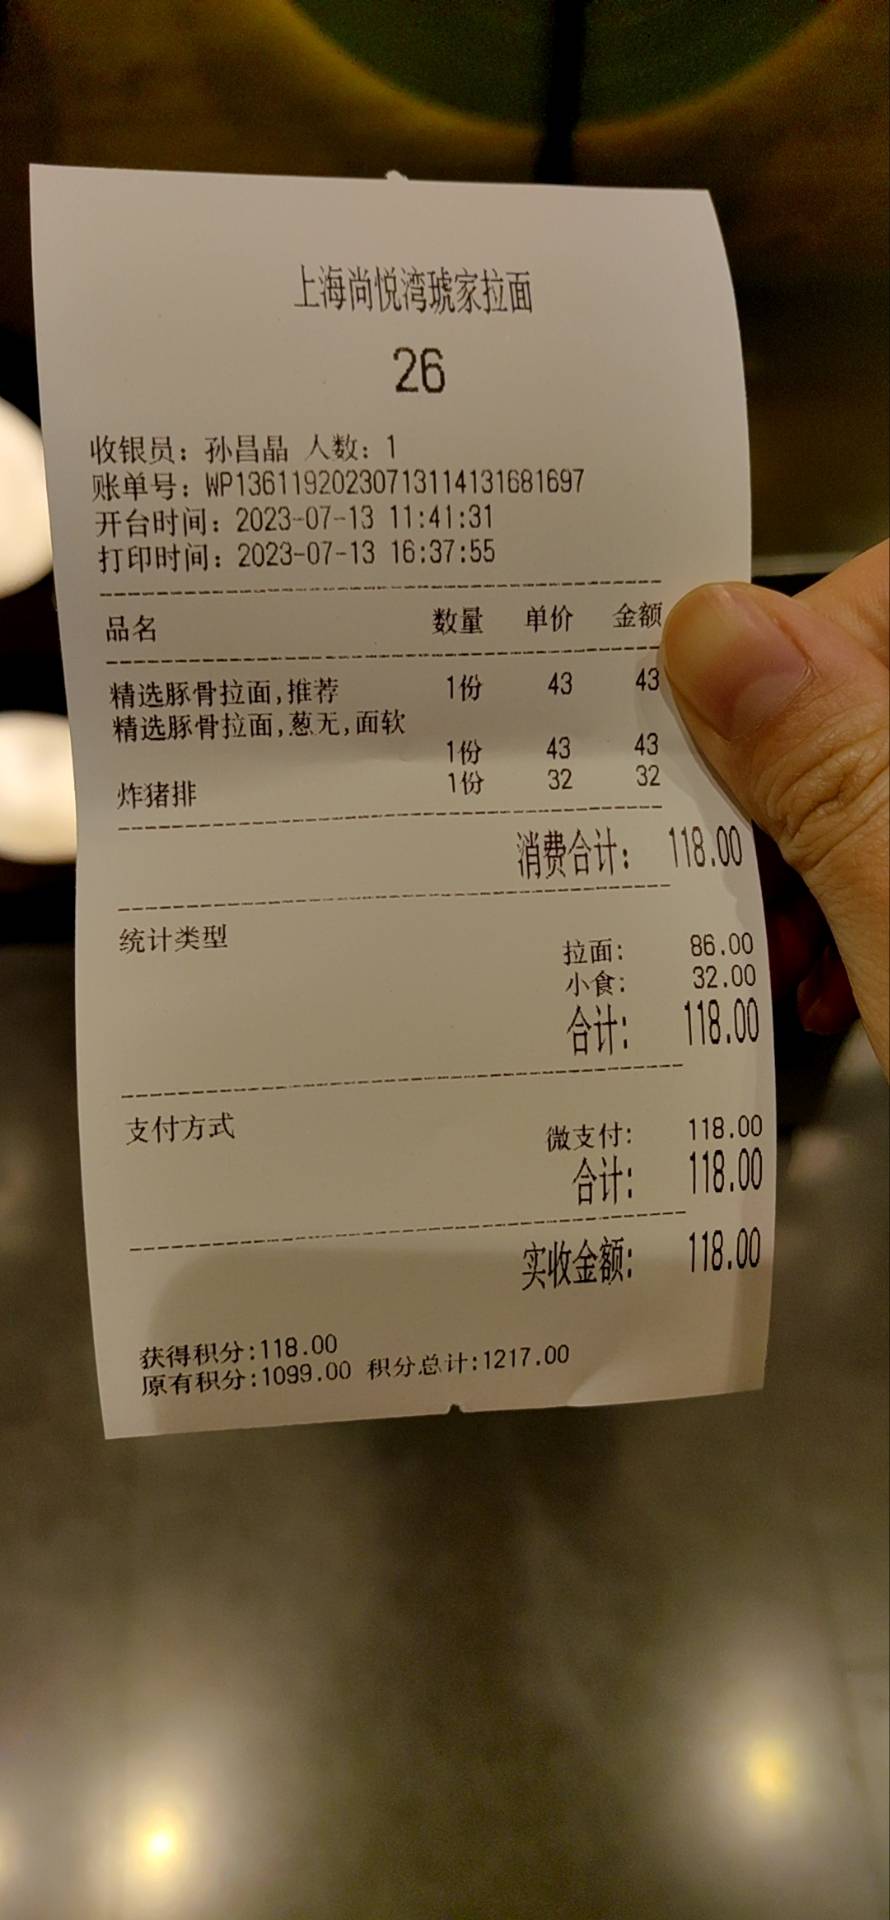 上海尚悦湾琥家拉面
26
收银员：孙昌晶 人数：1
账单号：WP13611920230713114131681697
开台时间：2023-07-13 11:41:31
打印时间：2023-07-13 16:37:55
品名 数量 单价 金额
精选豚骨拉面,推荐 1份 43 43
精选豚骨拉面,葱无,面软
1份 43 43
炸猪排 1份 32 32
消费合计： 118.00
统计类型
拉面： 86.00
小食： 32.00
合计： 118.00
支付方式
微支付： 118.00
合计： 118.00
实收金额： 118.00
获得积分:118.00
原有积分:1099.00 积分总计:1217.00